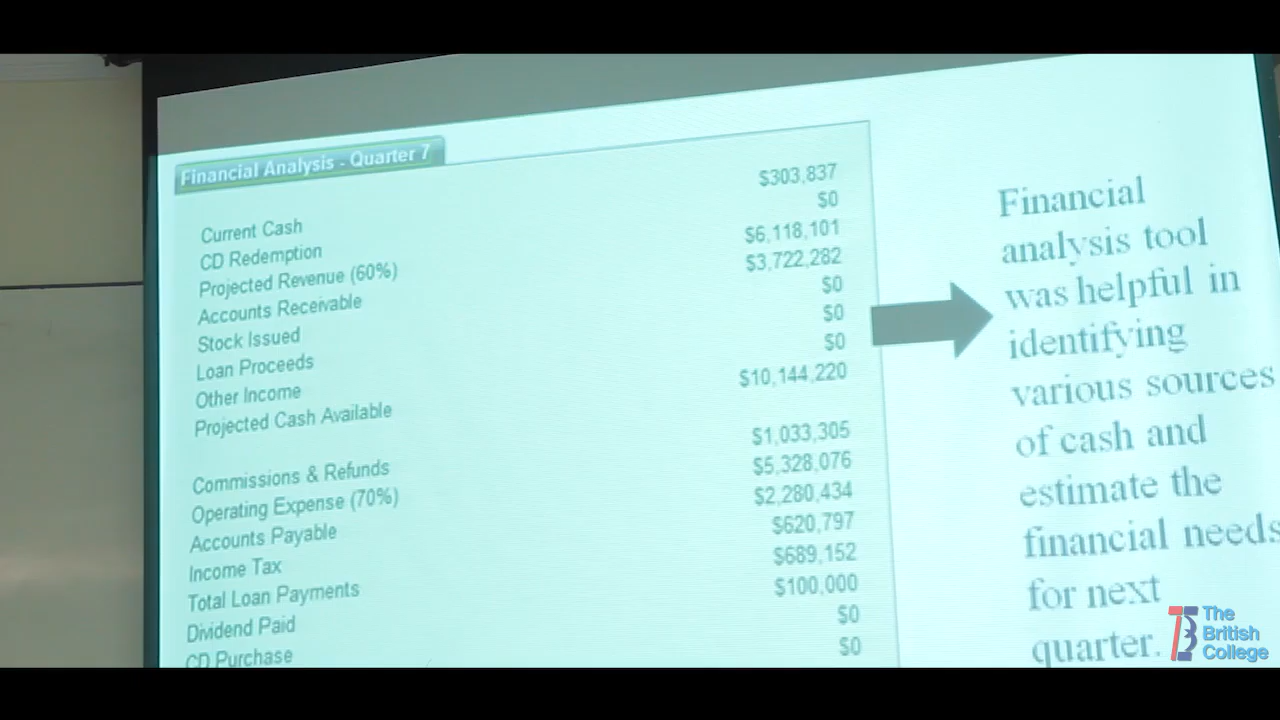 Financial Analysis - Quarter 7
Current Cash $303,837
CD Redemption $0
Projected Revenue (60%) $6,118,101
Accounts Receivable $3,722,282
Stock Issued $0
Loan Proceeds $0
Other Income $0
Projected Cash Available $10,144,220
Commissions & Refunds $1,033,305
Operating Expense (70%) $5,328,076
Accounts Payable $2,280,434
Income Tax $620,797
Total Loan Payments $689,152
Dividend Paid $100,000
CD Purchase $0
$0
Financial
analysis tool
was helpful in
identifying
various sources
of cash and
estimate the
financial needs
for next
quarter.
The
British
College